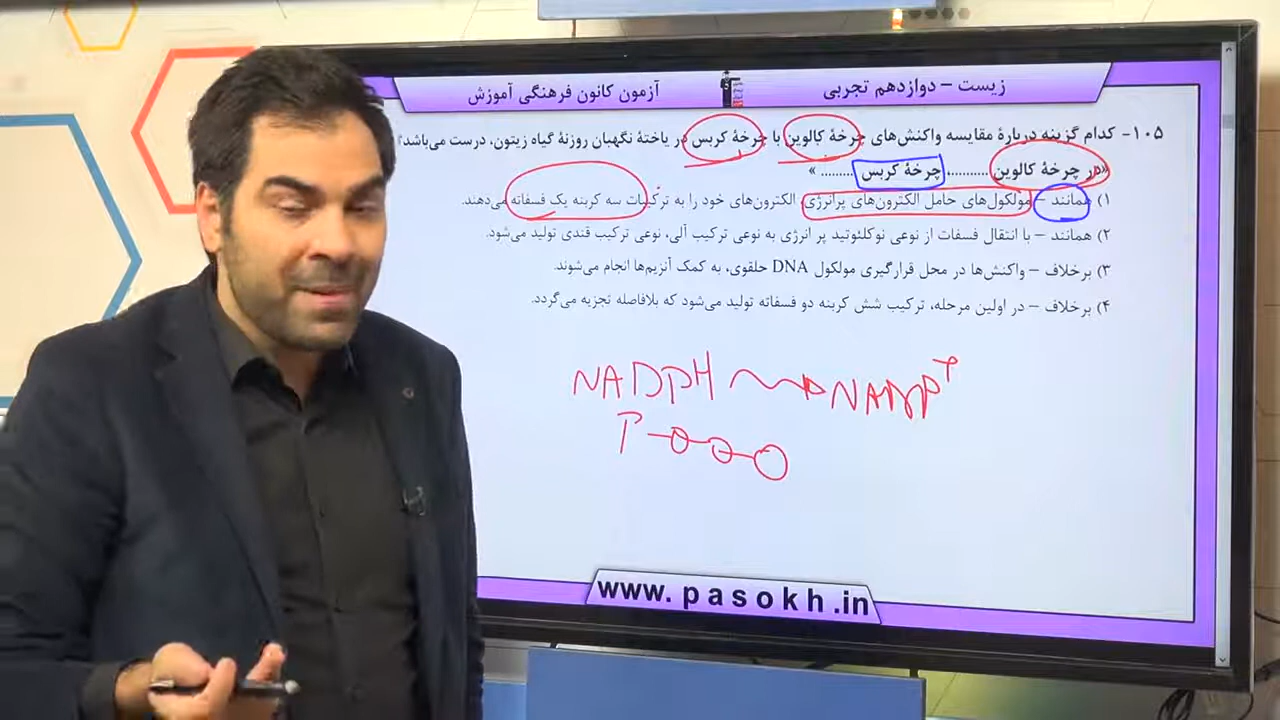 زیست - دوازدهم تجربی
آزمون کانون فرهنگی آموزش
۱۰۵- کدام گزینه دربارهٔ مقایسه واکنش‌های چرخهٔ کالوین با چرخهٔ کربس در یاختهٔ نگهبان روزنهٔ گیاه زیتون، درست می‌باشد؟
«در چرخهٔ کالوین ........... چرخهٔ کربس ......... »
۱) همانند – مولکول‌های حامل الکترون‌های پرانرژی، الکترون‌های خود را به ترکیبات سه کربنه یک فسفاته می‌دهند.
۲) همانند – با انتقال فسفات از نوعی نوکلئوتید پر انرژی به نوعی ترکیب آلی، نوعی ترکیب قندی تولید می‌شود.
۳) برخلاف – واکنش‌ها در محل قرارگیری مولکول DNA حلقوی، به کمک آنزیم‌ها انجام می‌شوند.
۴) برخلاف – در اولین مرحله، ترکیب شش کربنه دو فسفاته تولید می‌شود که بلافاصله تجزیه می‌گردد.
NADPH NADP+
P
www.pasokh.in